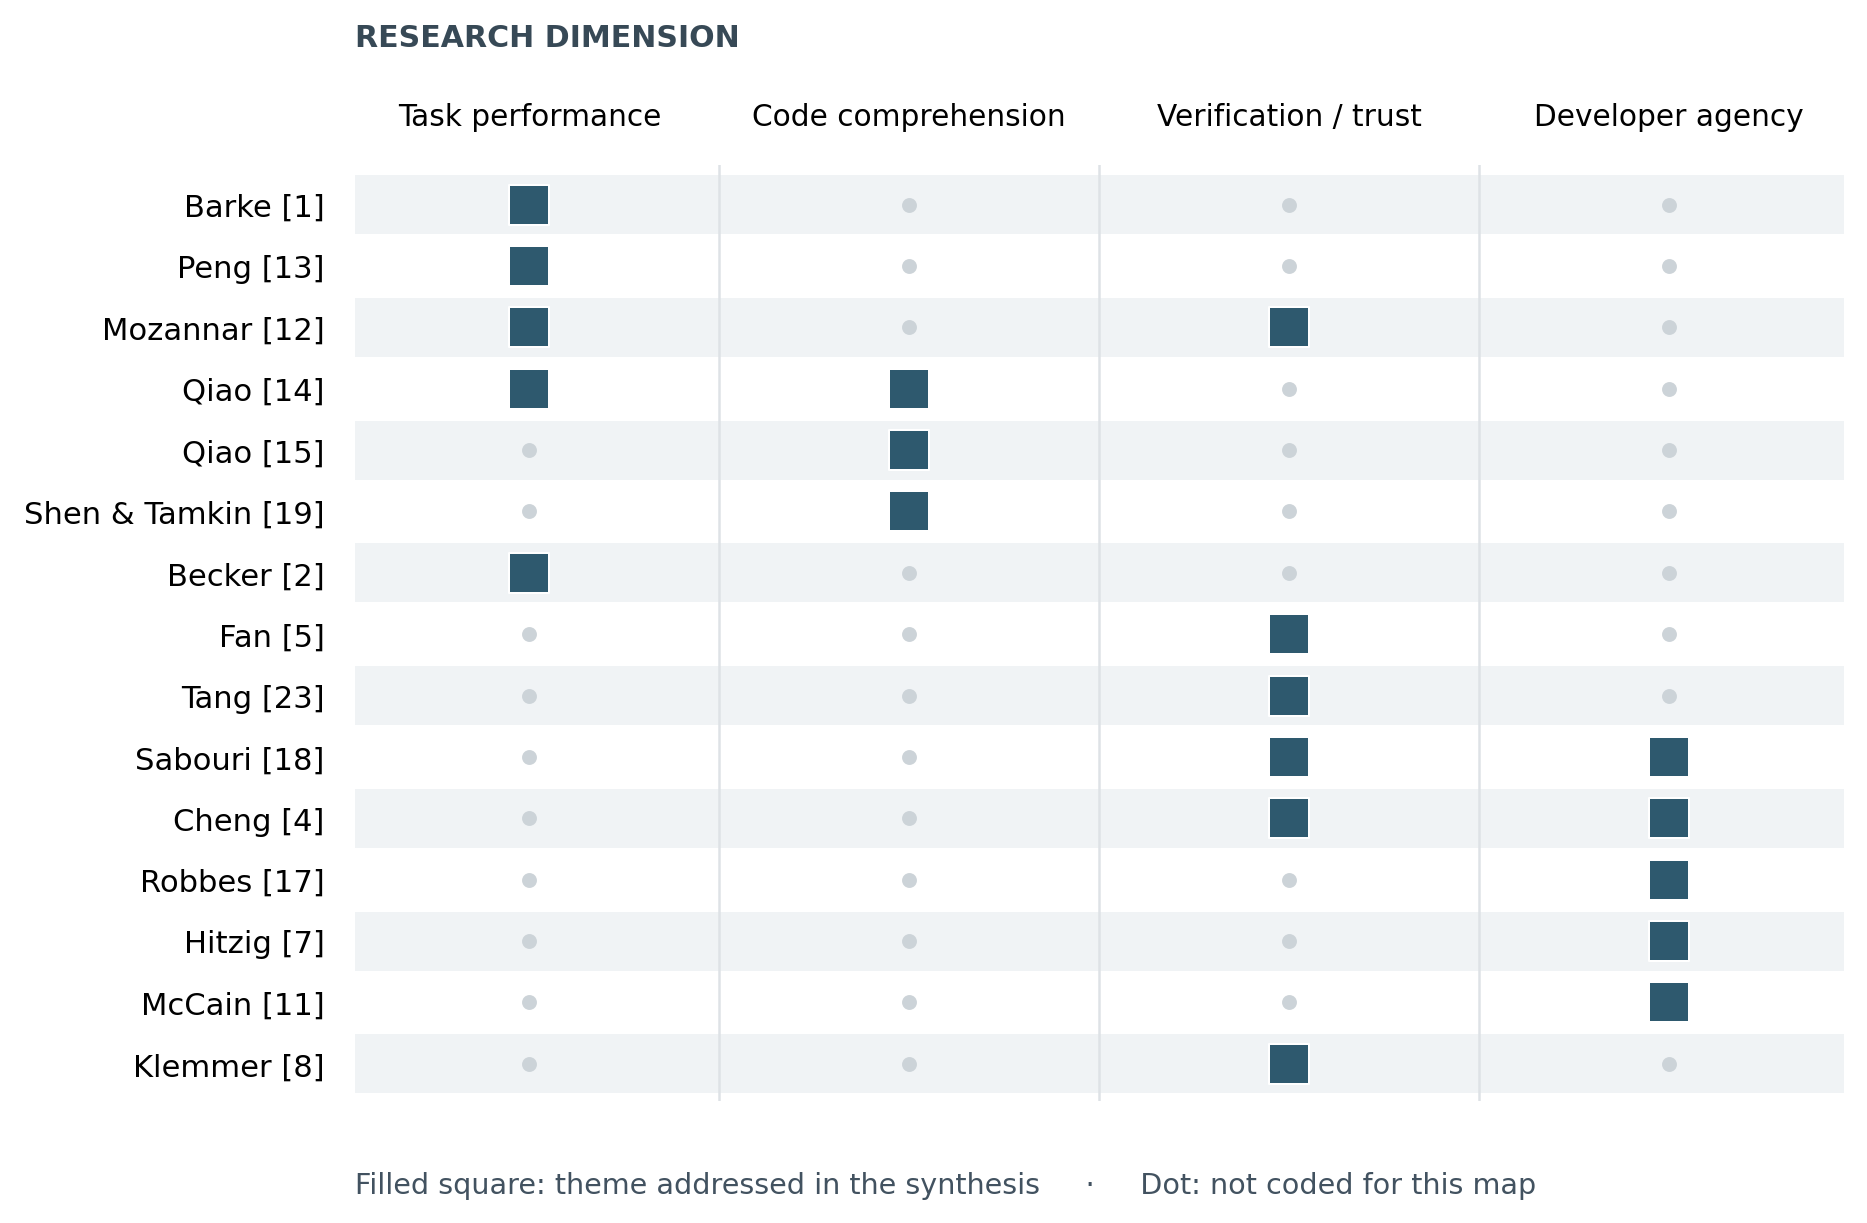 RESEARCH DIMENSION
Task performance Code comprehension Verification / trust Developer agency
Barke [1]
Peng [13]
Mozannar [12]
Qiao [14]
Qiao [15]
Shen & Tamkin [19]
Becker [2]
Fan [5]
Tang [23]
Sabouri [18]
Cheng [4]
Robbes [17]
Hitzig [7]
McCain [11]
Klemmer [8]
Filled square: theme addressed in the synthesis · Dot: not coded for this map